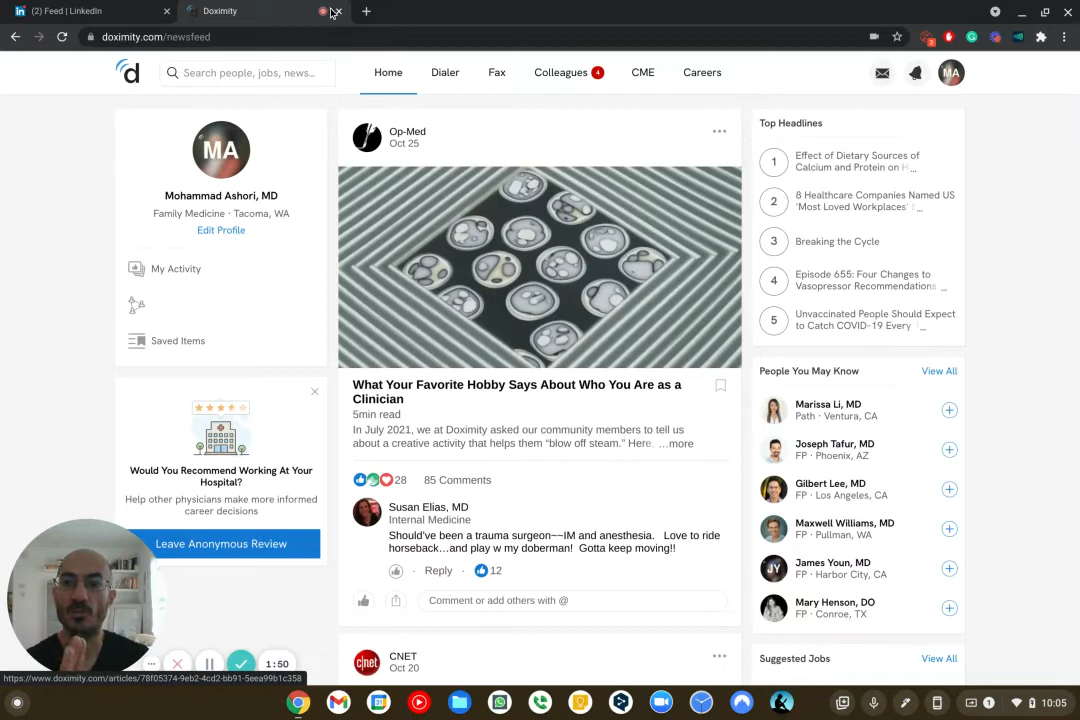 (2) Feed | LinkedIn
Doximity
doximity.com/newsfeed
3
d
Search people, jobs, news...
Home
Dialer
Fax
Colleagues 4
CME
Careers
MA
MA
Mohammad Ashori, MD
Family Medicine · Tacoma, WA
Edit Profile
My Activity
Saved Items
Would You Recommend Working At Your
Hospital?
Help other physicians make more informed
career decisions
Leave Anonymous Review
Op-Med
Oct 25
What Your Favorite Hobby Says About Who You Are as a
Clinician
5min read
In July 2021, we at Doximity asked our community members to tell us
about a creative activity that helps them “blow off steam.” Here. ...more
28
85 Comments
Susan Elias, MD
Internal Medicine
Should've been a trauma surgeon~~IM and anesthesia. Love to ride
horseback...and play w my doberman! Gotta keep moving!!
· Reply · 12
Comment or add others with @
c|net
CNET
Oct 20
Top Headlines
1
Effect of Dietary Sources of
Calcium and Protein on H...
2
8 Healthcare Companies Named US
'Most Loved Workplaces' ...
3
Breaking the Cycle
4
Episode 655: Four Changes to
Vasopressor Recommendations ...
5
Unvaccinated People Should Expect
to Catch COVID-19 Every ...
People You May Know
View All
Marissa Li, MD
Path · Ventura, CA
Joseph Tafur, MD
FP · Phoenix, AZ
Gilbert Lee, MD
FP · Los Angeles, CA
Maxwell Williams, MD
FP · Pullman, WA
JY
James Youn, MD
FP · Harbor City, CA
Mary Henson, DO
FP · Conroe, TX
Suggested Jobs
View All
1:50
https://www.doximity.com/articles/78f05374-9eb2-4cd2-bb91-5eea99b1c358
31
1
10:05